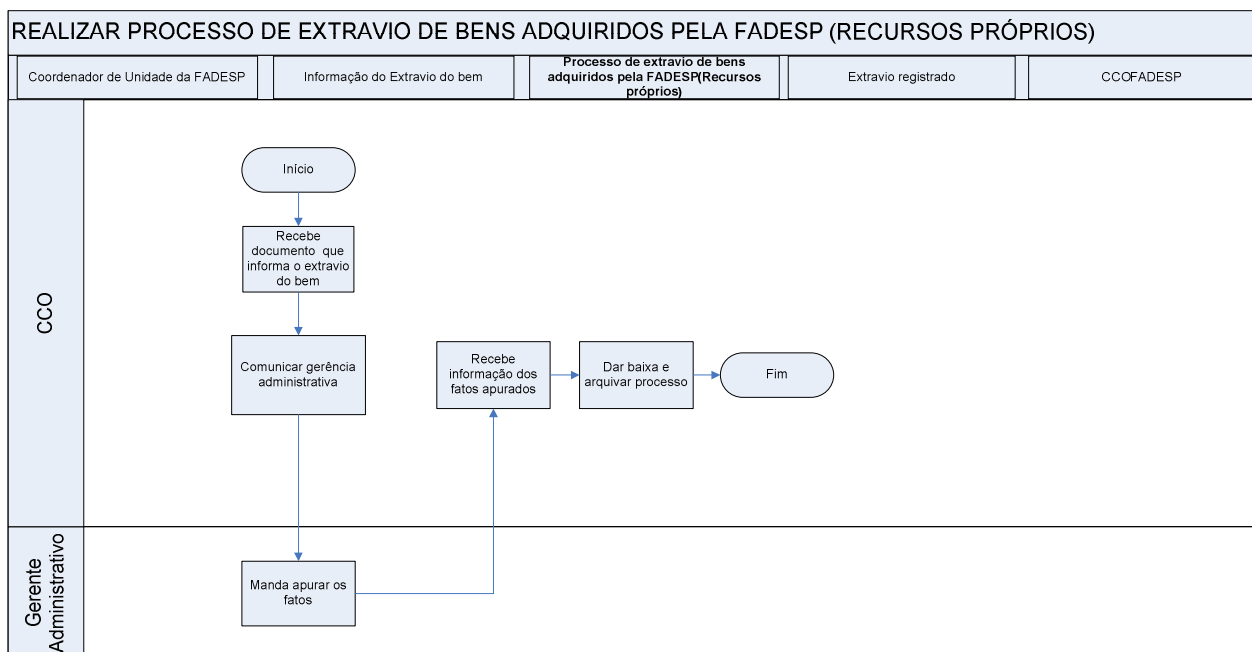 REALIZAR PROCESSO DE EXTRAVIO DE BENS ADQUIRIDOS PELA FADESP (RECURSOS PRÓPRIOS)
Coordenador de Unidade da FADESP
Informação do Extravio do bem
Processo de extravio de bens
adquiridos pela FADESP(Recursos
próprios)
Extravio registrado
CCOFADESP
CCO
Início
Recebe
documento que
informa o extravio
do bem
Comunicar gerência
administrativa
Recebe
informação dos
fatos apurados
Dar baixa e
arquivar processo
Fim
Gerente
Administrativo
Manda apurar os
fatos